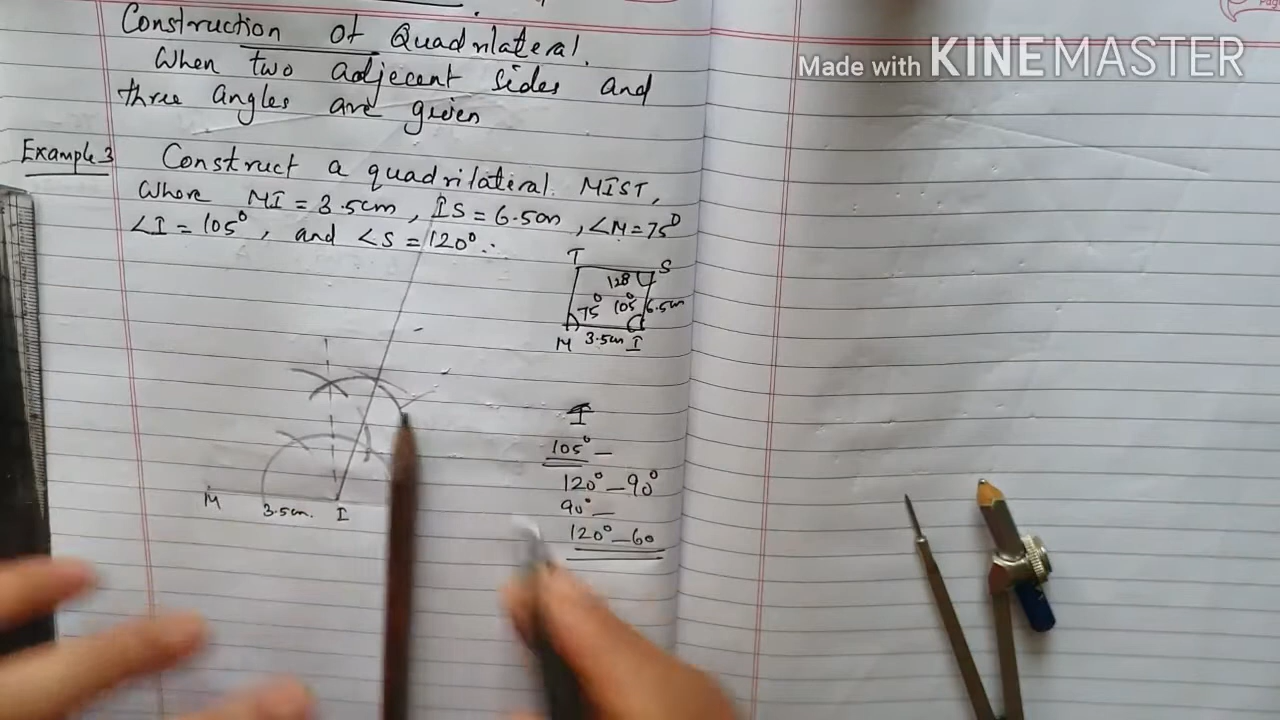 Construction of Quadrilateral.
When two adjecent sides and
three angles are given
Made with KINEMASTER
Example 3 Construct a quadrilateral MIST,
Where MI = 3.5cm, IS = 6.5cm, ∠M = 75°
∠I = 105°, and ∠S = 120°.
T S
120
75° 105° 6.5cm
M 3.5cm I
I
105° –
120° – 90°
90° –
120° – 60
M 3.5cm. I